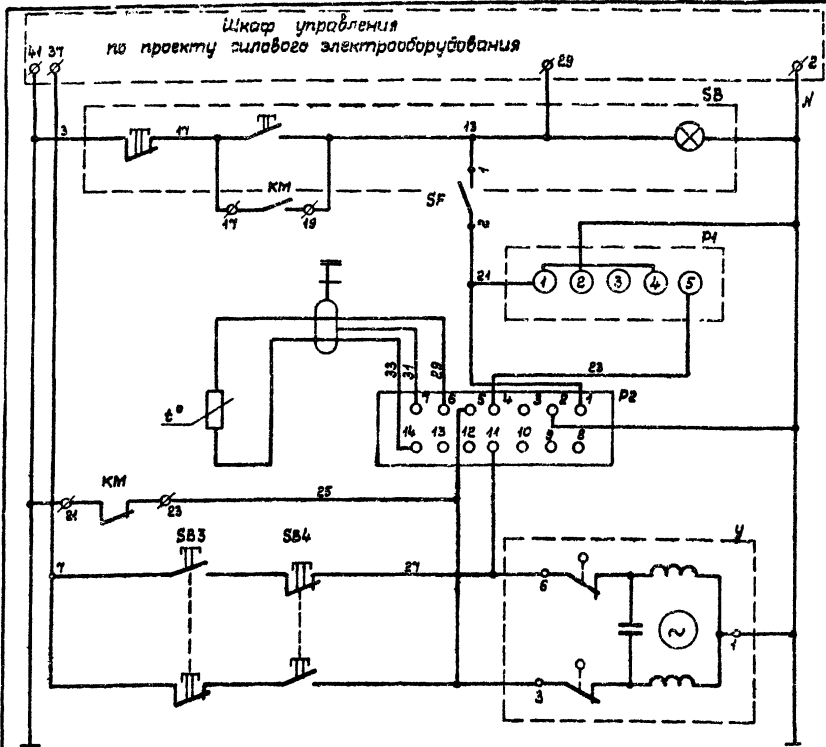 Шкаф управления
по проекту силового электрооборудования
41 37
29
2
N
SB
3
17
13
1
KM
17
19
SF
2
P1
21
1 2 3 4 5
23
33
31
29
t°
P2
7 6 5 4 3 2 1
14 13 12 11 10 9 8
KM
25
21
23
SB3
SB4
У
7
27
6
1
3